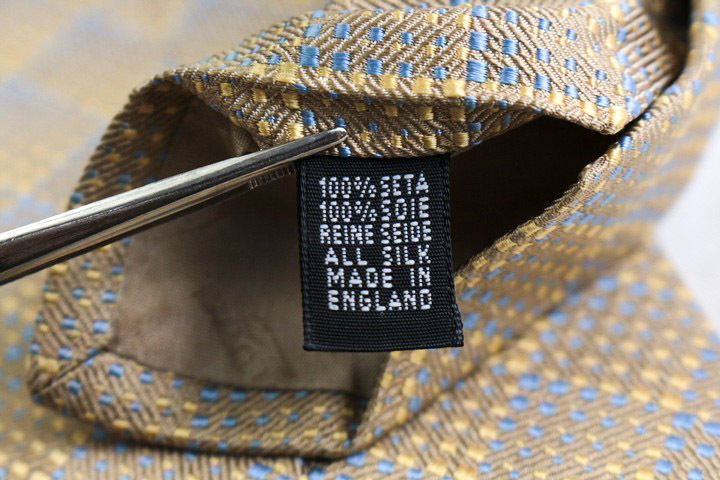 100% SETA
100% SOIE
REINE SEIDE
ALL SILK
MADE IN
ENGLAND